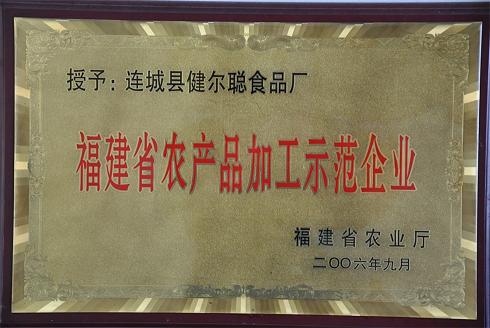 授予：连城县健尔聪食品厂
福建省农产品加工示范企业
福建省农业厅
二〇〇六年九月